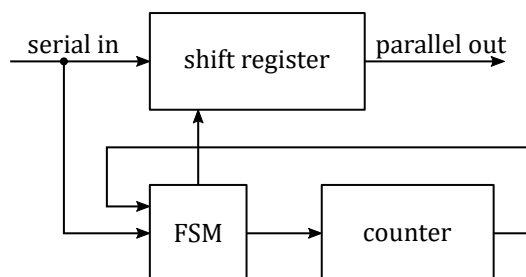 serial in
shift register
parallel out
FSM
counter